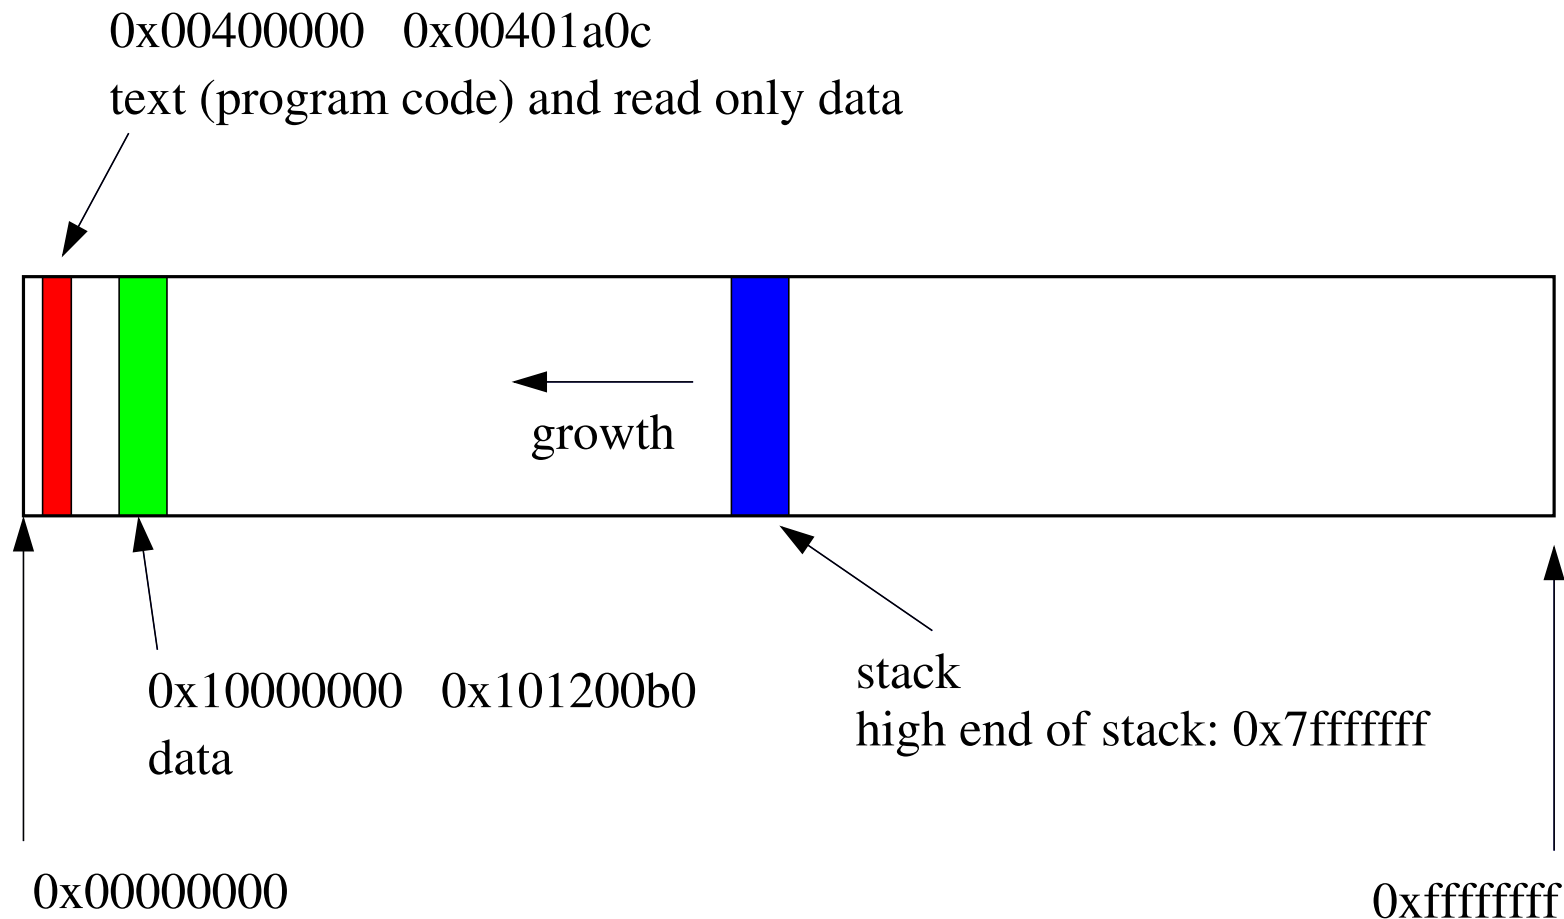 0x00400000 0x00401a0c
text (program code) and read only data
growth
0x10000000 0x101200b0
data
stack
high end of stack: 0x7fffffff
0x00000000
0xffffffff